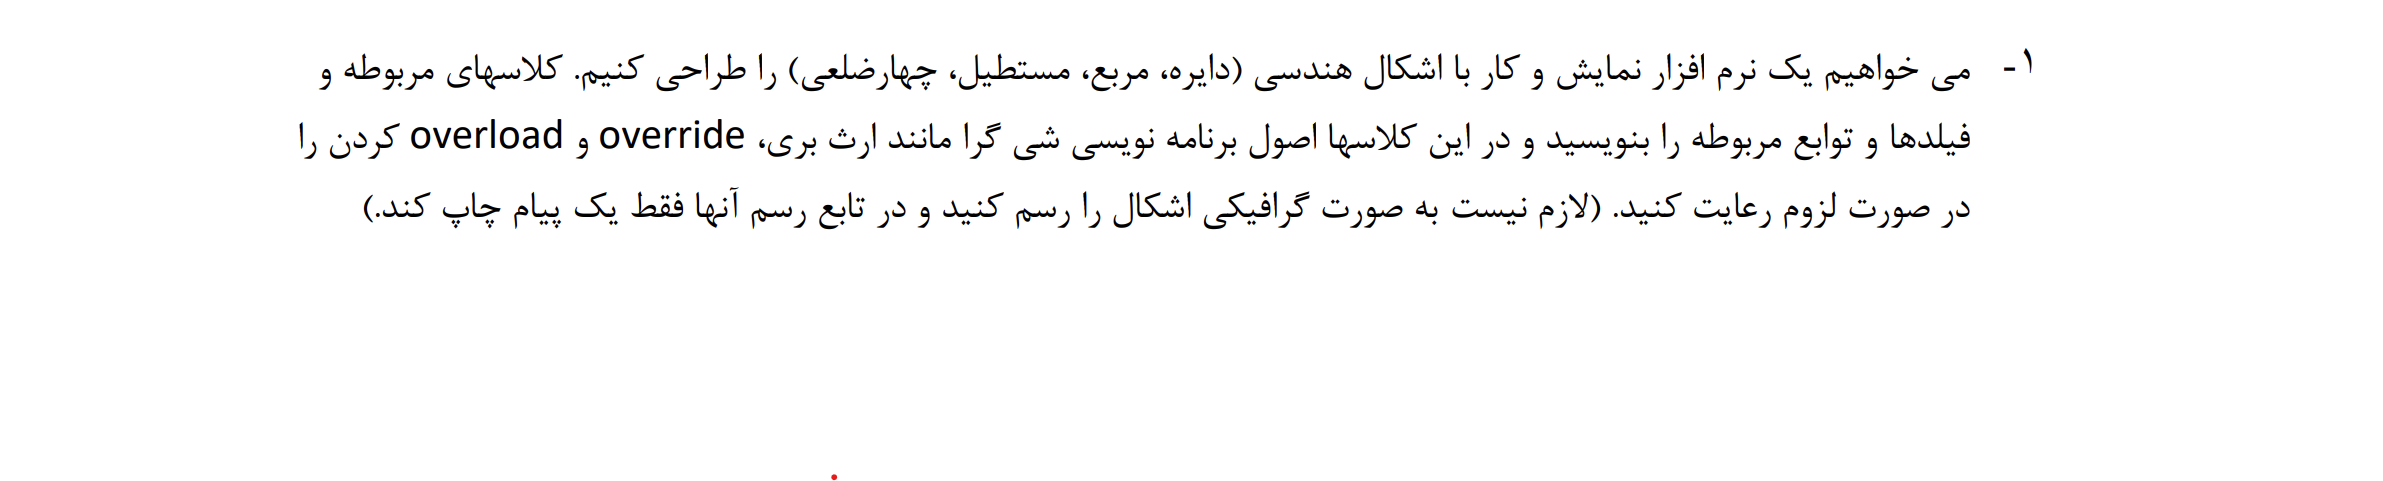 ۱- می خواهیم یک نرم افزار نمایش و کار با اشکال هندسی (دایره، مربع، مستطیل، چهارضلعی) را طراحی کنیم. کلاسهای مربوطه و
فیلدها و توابع مربوطه را بنویسید و در این کلاسها اصول برنامه نویسی شی گرا مانند ارث بری، override و overload کردن را
در صورت لزوم رعایت کنید. (لازم نیست به صورت گرافیکی اشکال را رسم کنید و در تابع رسم آنها فقط یک پیام چاپ کند.)